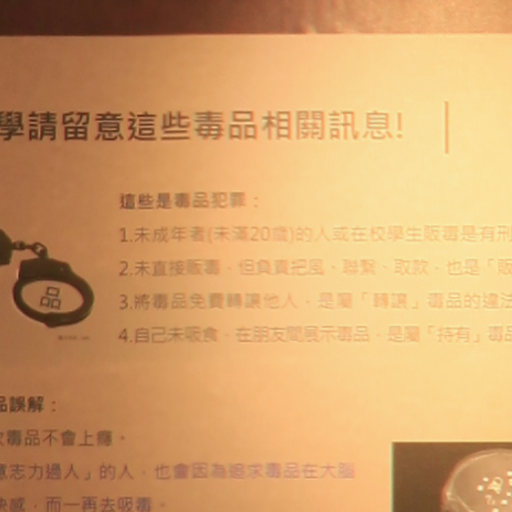 學請留意這些毒品相關訊息!
這些是毒品犯罪：
1.未成年者(未滿20歲)的人或在校學生販毒是有刑
2.未直接販毒，但負責把風、聯繫、取款，也是「販
3.將毒品免費轉讓他人，是屬「轉讓」毒品的違法
4.自己未吸食，在朋友間展示毒品，是屬「持有」毒品
品
品誤解：
次毒品不會上癮。
意志力過人」的人，也會因為追求毒品在大腦
快感，而一再去吸毒。